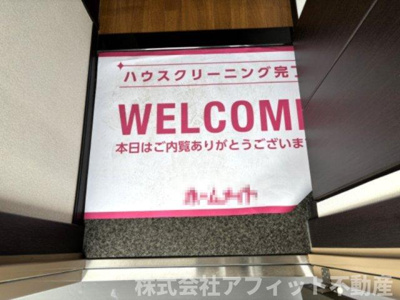 ハウスクリーニング完了
WELCOM
本日はご内覧ありがとうございま
ホームメイト
株式会社アフィット不動産